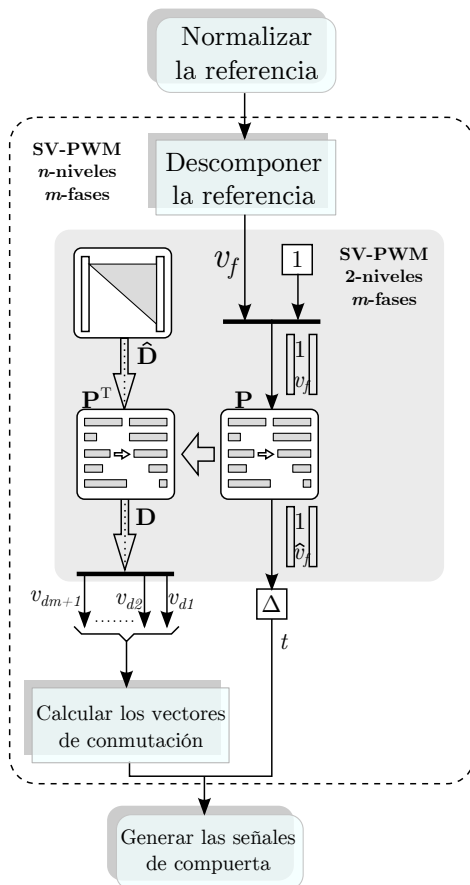 Normalizar
la referencia
SV-PWM
n-niveles
m-fases
Descomponer
la referencia
SV-PWM
2-niveles
m-fases
v_f
1
D̂
1
v_f
P^T
P
D
1
v̂_f
v_{dm+1}
v_{d2}
v_{d1}
........
Δ
t
Calcular los vectores
de conmutación
Generar las señales
de compuerta